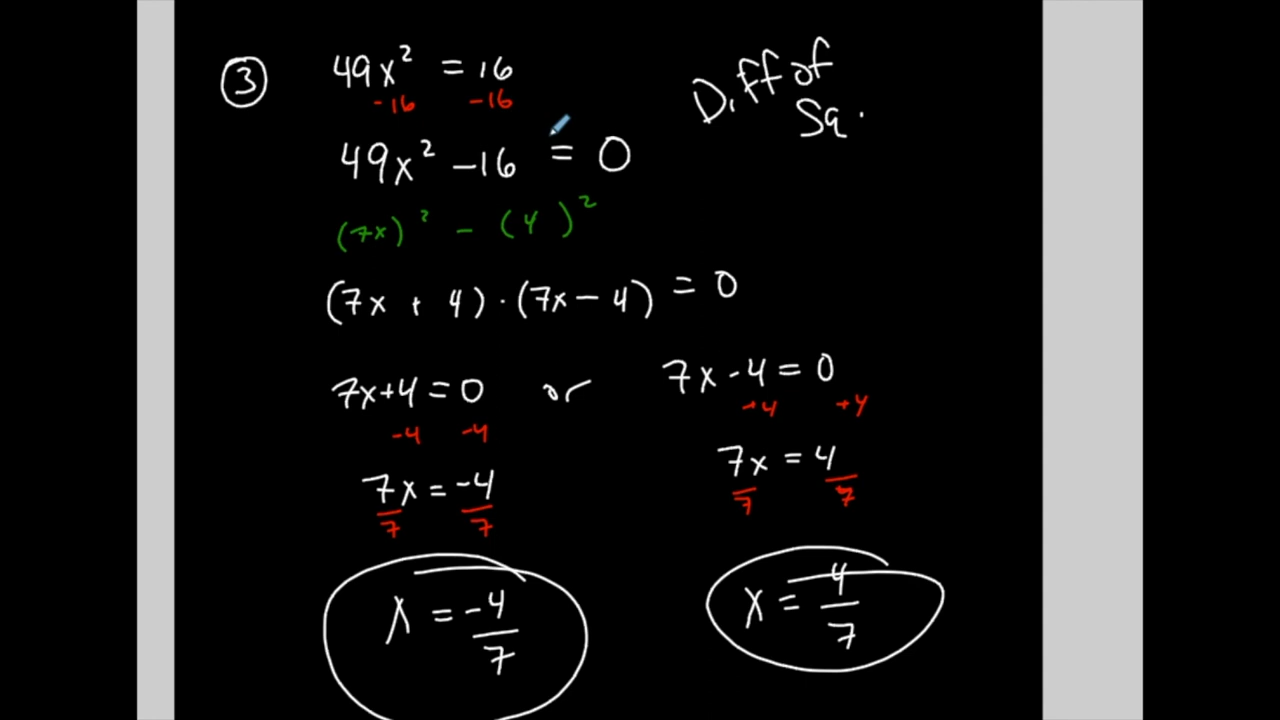 ③ 49x² = 16
-16 -16
Diff of
Sq.
49x² - 16 = 0
(7x)² - (4)²
(7x + 4) · (7x - 4) = 0
7x+4 = 0 or 7x - 4 = 0
-4 -4 +4 +4
7x = -4 7x = 4
7 7 7 7
x = -4/7 x = 4/7